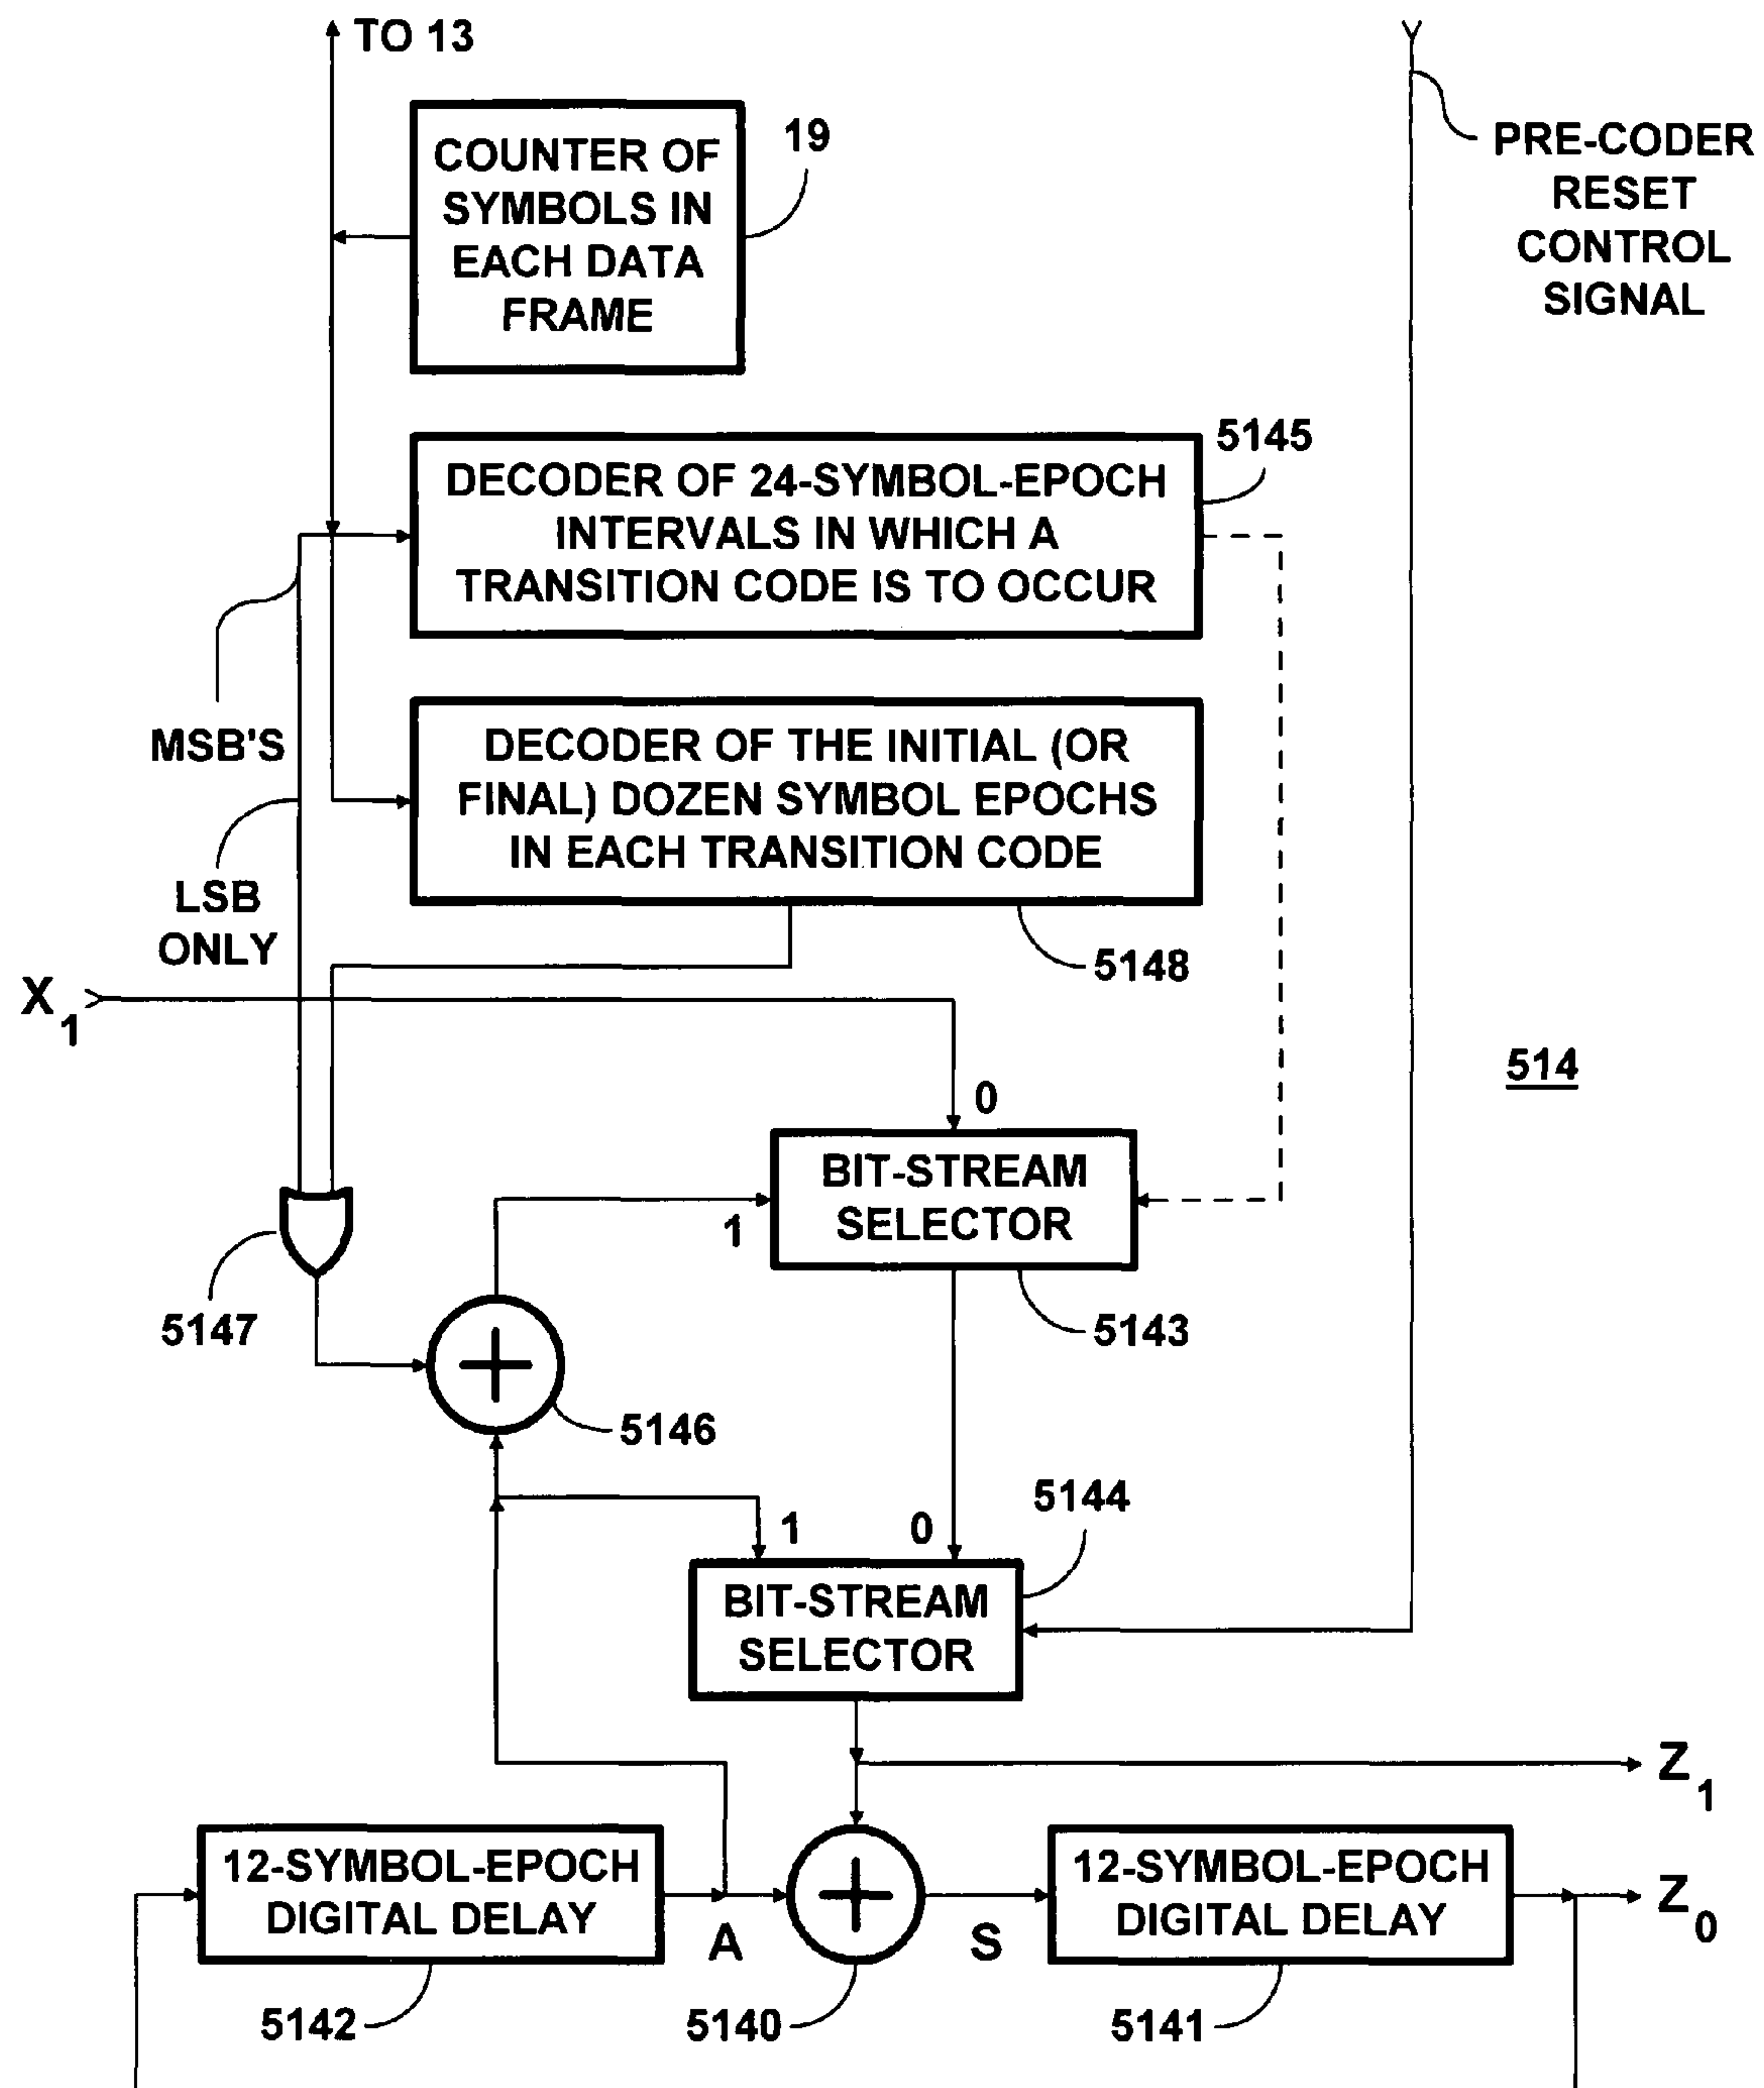 TO 13
COUNTER OF
SYMBOLS IN
EACH DATA
FRAME
19
PRE-CODER
RESET
CONTROL
SIGNAL
5145
DECODER OF 24-SYMBOL-EPOCH
INTERVALS IN WHICH A
TRANSITION CODE IS TO OCCUR
MSB'S
DECODER OF THE INITIAL (OR
FINAL) DOZEN SYMBOL EPOCHS
IN EACH TRANSITION CODE
LSB
ONLY
5148
X1
514
0
BIT-STREAM
SELECTOR
1
5147
5143
5146
5144
1 0
BIT-STREAM
SELECTOR
Z1
12-SYMBOL-EPOCH
DIGITAL DELAY
A
S
12-SYMBOL-EPOCH
DIGITAL DELAY
Z0
5142
5140
5141